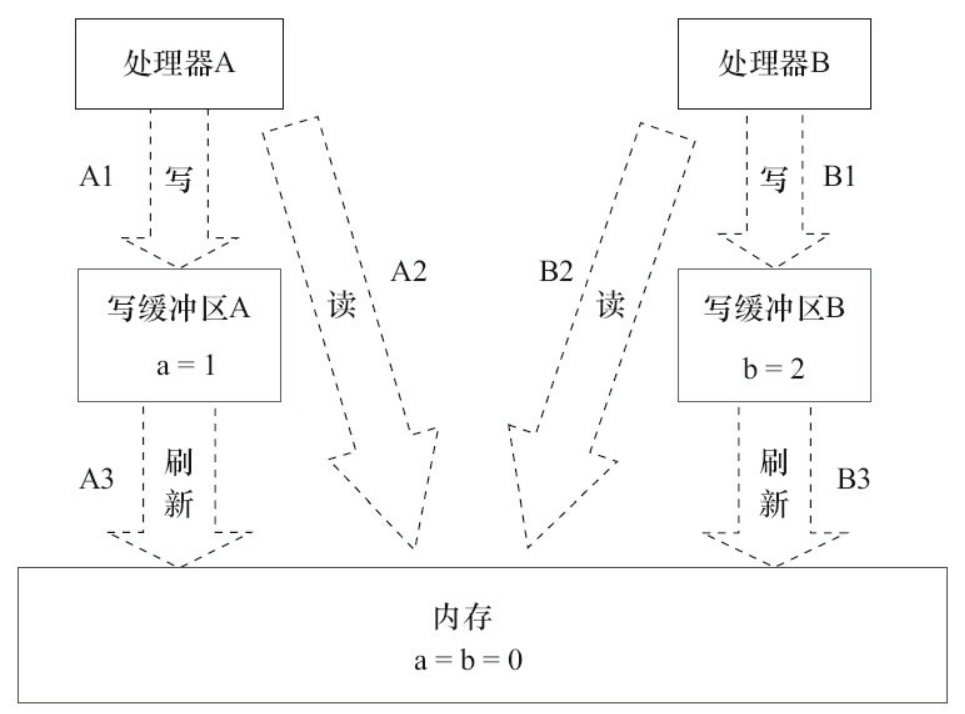 处理器A
处理器B
A1
写
写
B1
A2
B2
读
读
写缓冲区A
a = 1
写缓冲区B
b = 2
A3
刷
新
刷
新
B3
内存
a = b = 0